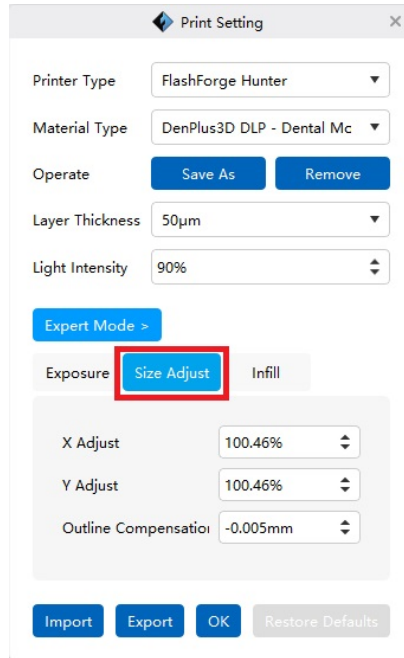 Print Setting
Printer Type FlashForge Hunter
Material Type DenPlus3D DLP - Dental Mc
Operate Save As Remove
Layer Thickness 50μm
Light Intensity 90%
Expert Mode >
Exposure Size Adjust Infill
X Adjust 100.46%
Y Adjust 100.46%
Outline Compensation -0.005mm
Import Export OK Restore Defaults